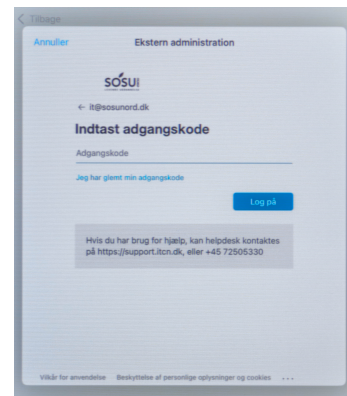 Tilbage
Annuller
Ekstern administration
SOSU
← it@sosunord.dk
Indtast adgangskode
Adgangskode
Jeg har glemt min adgangskode
Log på
Hvis du har brug for hjælp, kan helpdesk kontaktes
på https://support.itcn.dk, eller +45 72505330
Vilkår for anvendelse Beskyttelse af personlige oplysninger og cookies ...